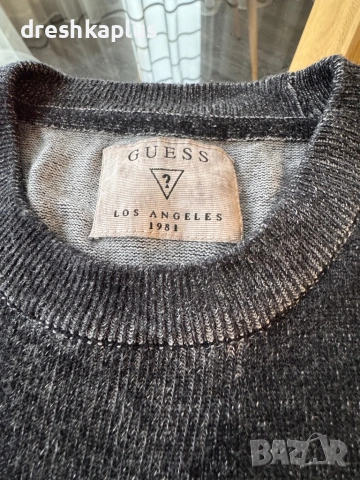 dreshkaplus
GUESS
?
LOS ANGELES
1981
BAZAR